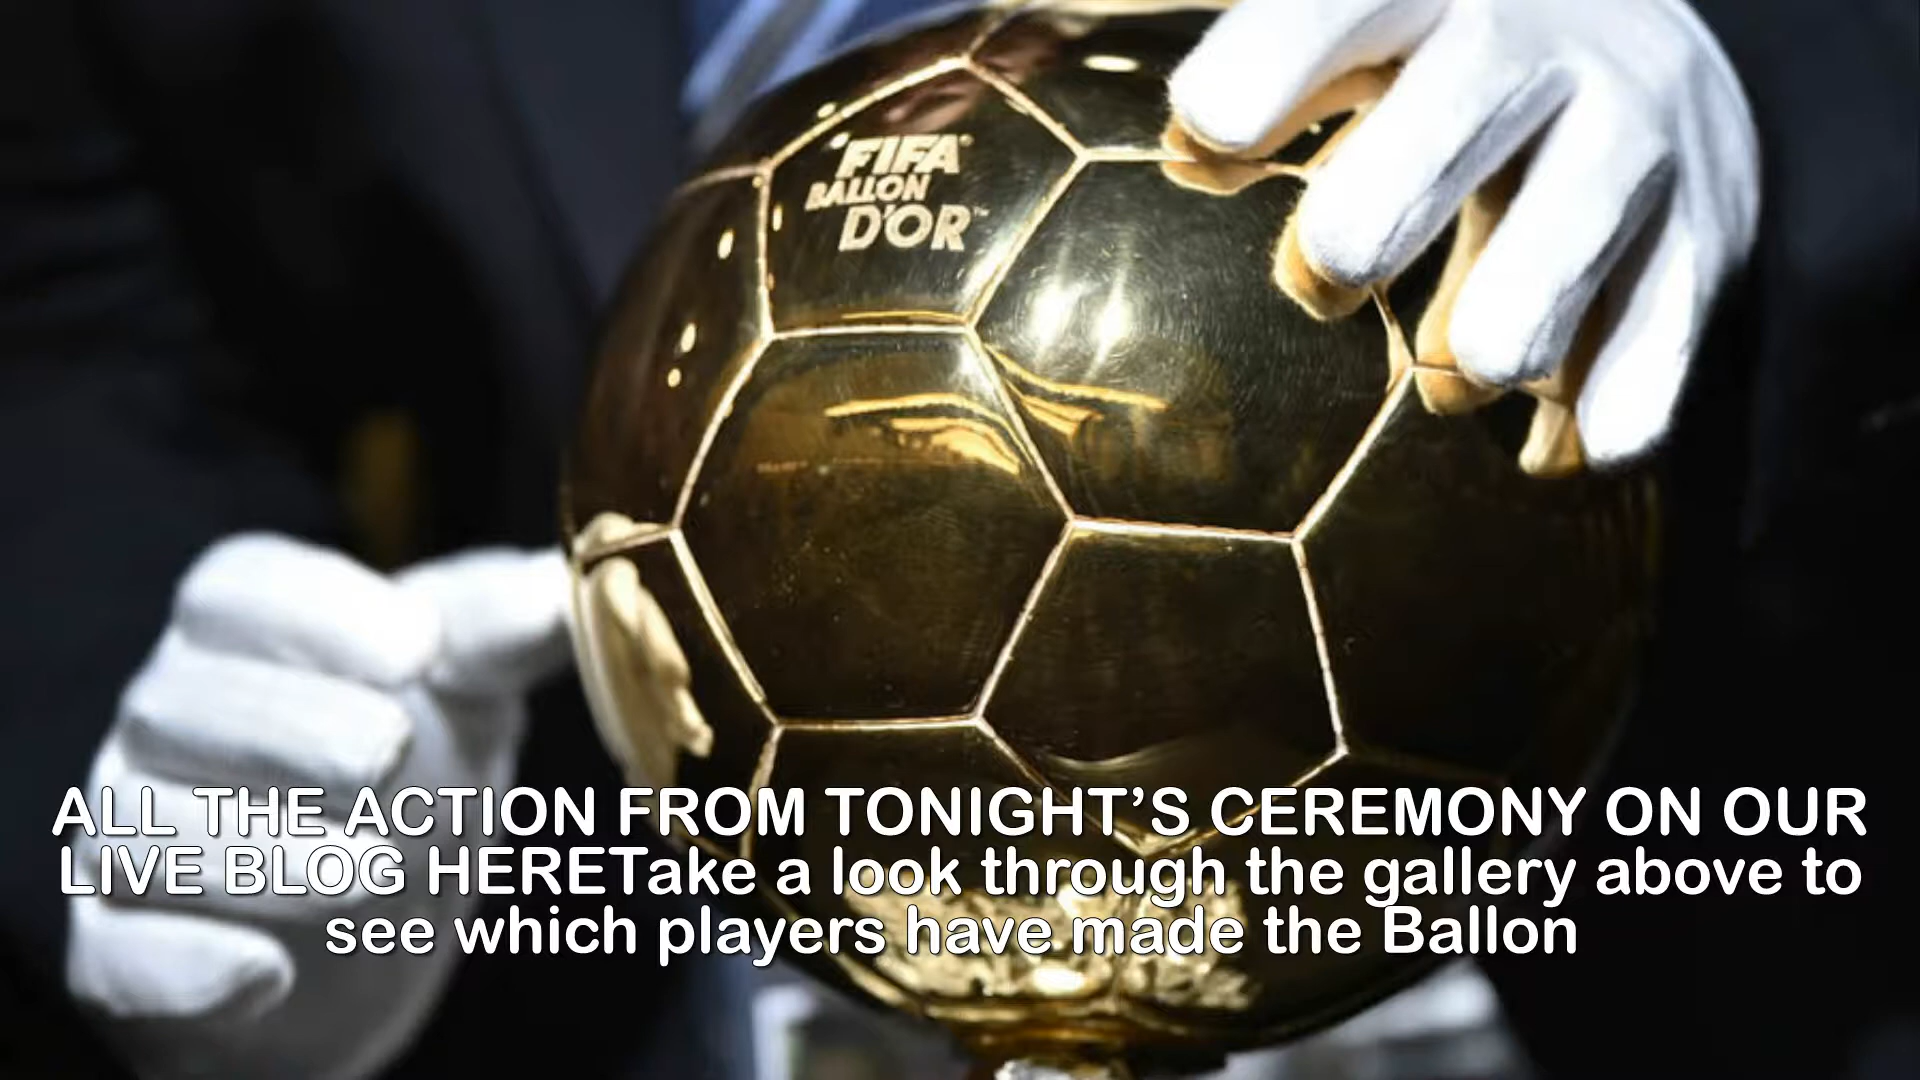 FIFA
BALLON
D'OR™
ALL THE ACTION FROM TONIGHT’S CEREMONY ON OUR
LIVE BLOG HERETake a look through the gallery above to
see which players have made the Ballon